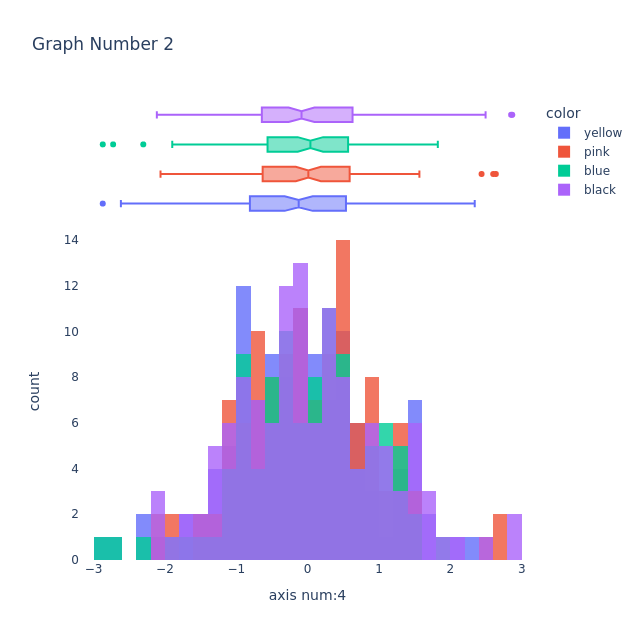 Graph Number 2
color
yellow
pink
blue
black
14
12
10
8
6
4
2
0
count
−3
−2
−1
0
1
2
3
axis num:4